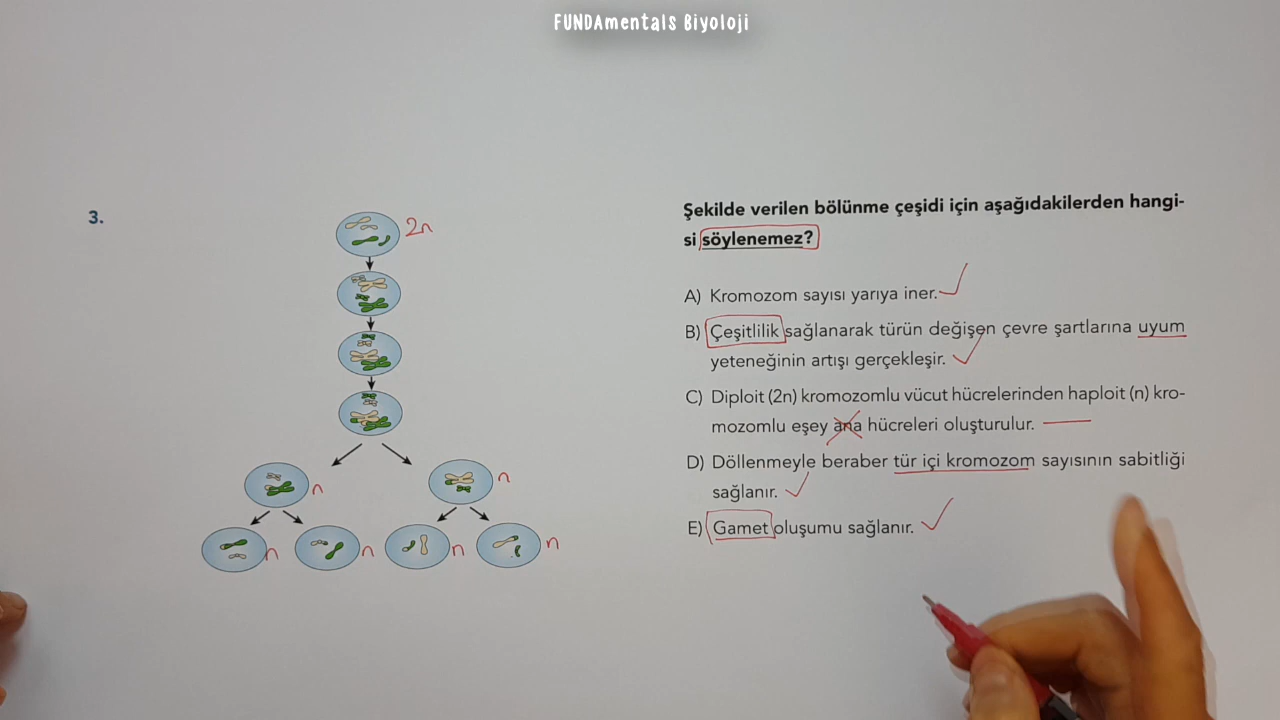 FUNDAmentals Biyoloji
3.
2n
n
n
n
n
n
n
Şekilde verilen bölünme çeşidi için aşağıdakilerden hangi-
si söylenemez?
A) Kromozom sayısı yarıya iner.
B) Çeşitlilik sağlanarak türün değişen çevre şartlarına uyum
yeteneğinin artışı gerçekleşir.
C) Diploit (2n) kromozomlu vücut hücrelerinden haploit (n) kro-
mozomlu eşey ana hücreleri oluşturulur.
D) Döllenmeyle beraber tür içi kromozom sayısının sabitliği
sağlanır.
E) Gamet oluşumu sağlanır.